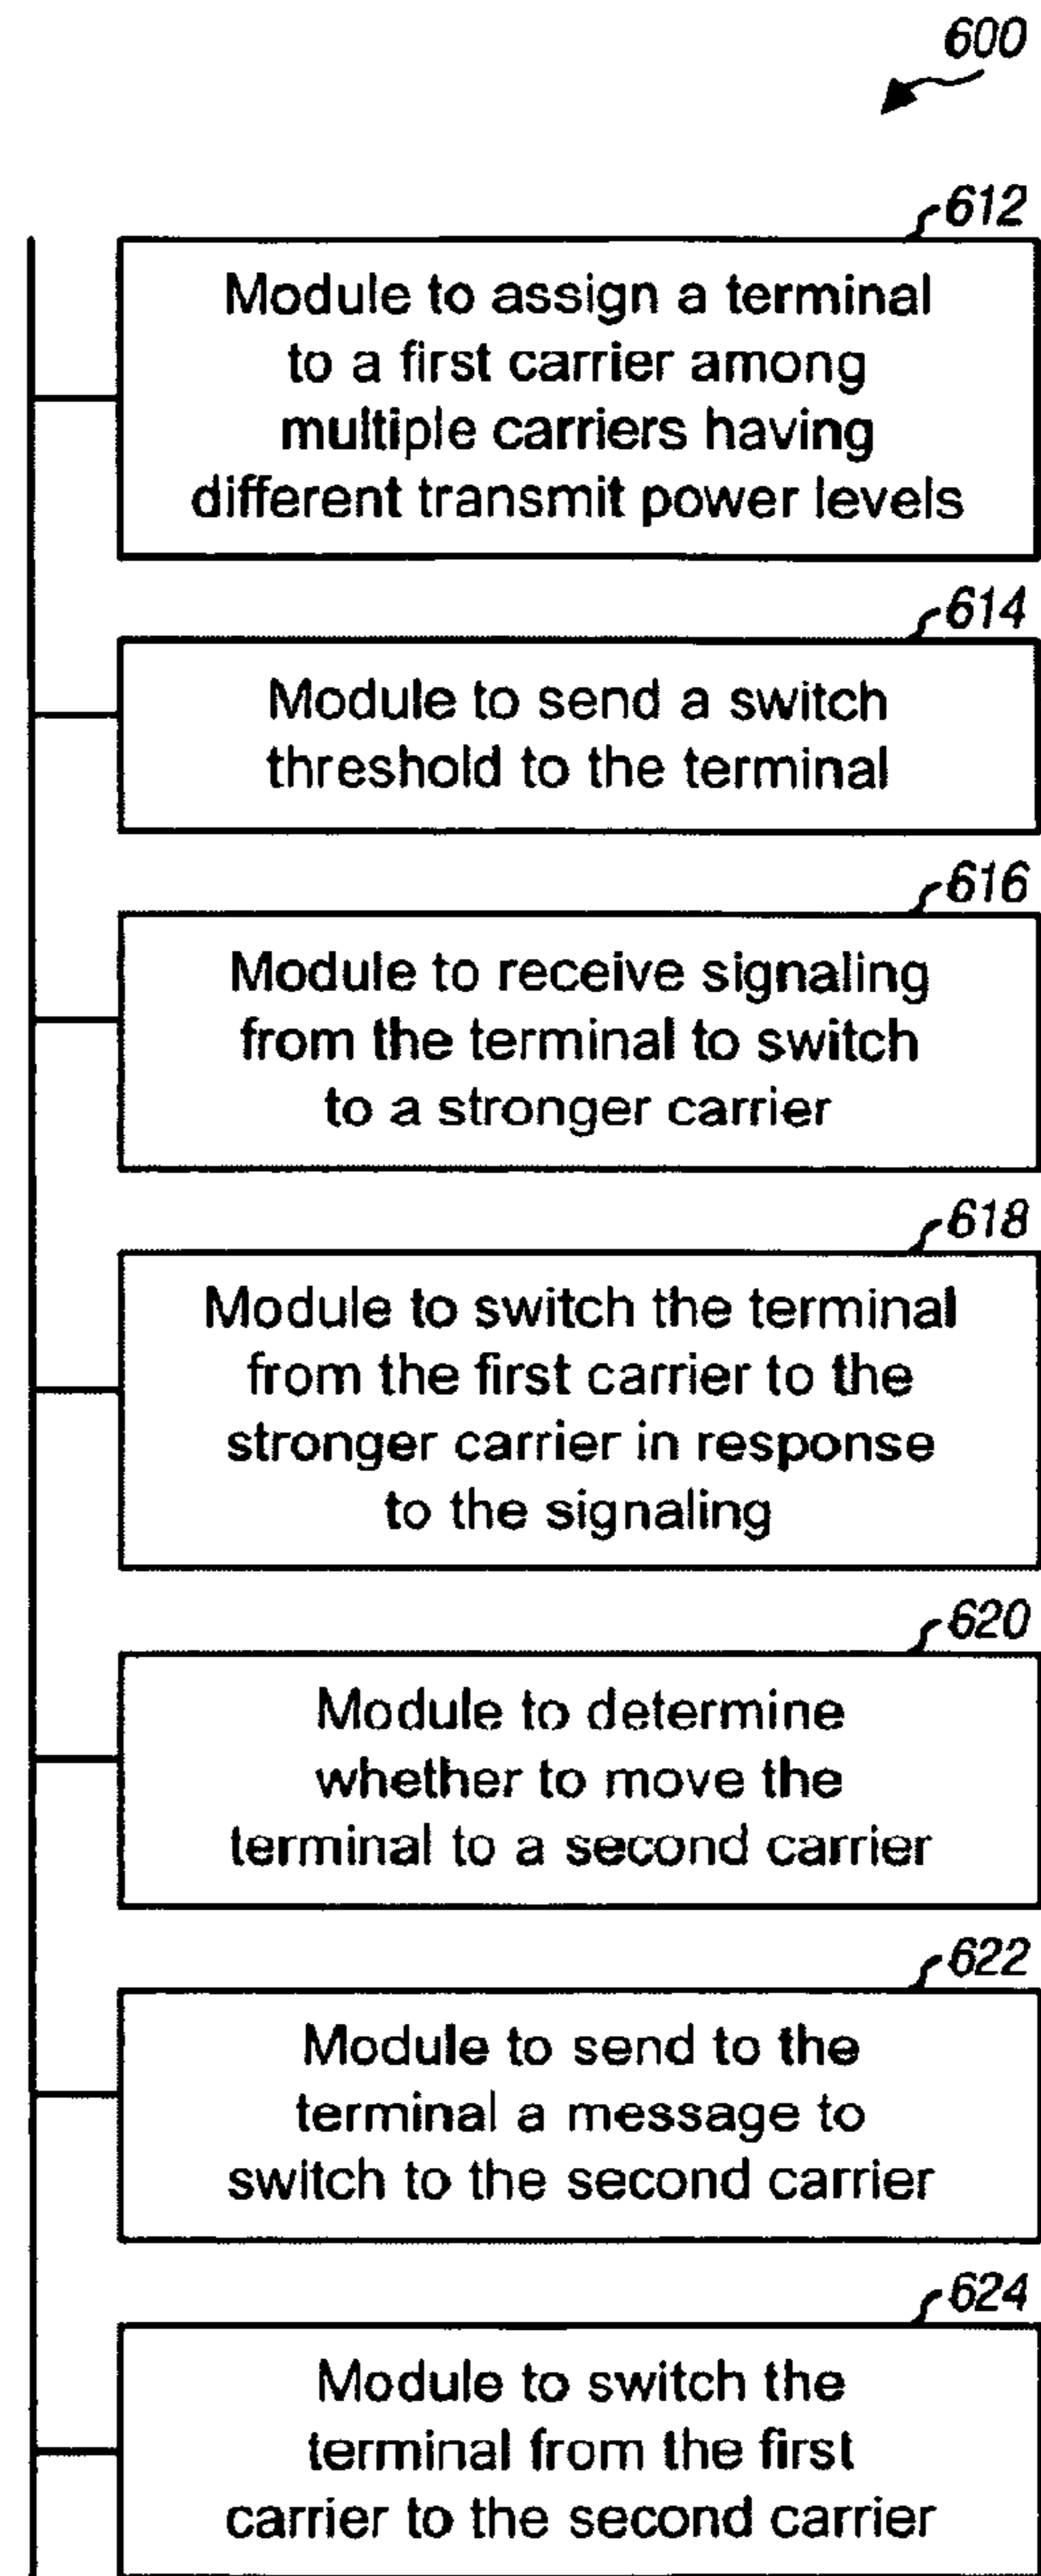 600
612
Module to assign a terminal
to a first carrier among
multiple carriers having
different transmit power levels
614
Module to send a switch
threshold to the terminal
616
Module to receive signaling
from the terminal to switch
to a stronger carrier
618
Module to switch the terminal
from the first carrier to the
stronger carrier in response
to the signaling
620
Module to determine
whether to move the
terminal to a second carrier
622
Module to send to the
terminal a message to
switch to the second carrier
624
Module to switch the
terminal from the first
carrier to the second carrier